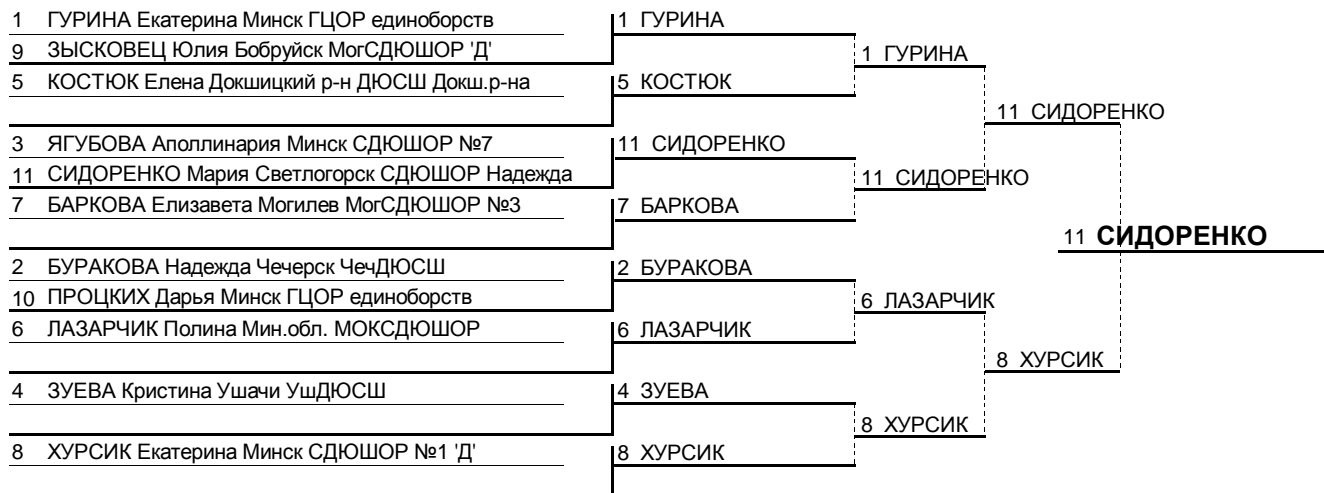 1 ГУРИНА Екатерина Минск ГЦОР единоборств
9 ЗЫСКОВЕЦ Юлия Бобруйск МогСДЮШОР 'Д'
5 КОСТЮК Елена Докшицкий р-н ДЮСШ Докш.р-на
3 ЯГУБОВА Аполлинария Минск СДЮШОР №7
11 СИДОРЕНКО Мария Светлогорск СДЮШОР Надежда
7 БАРКОВА Елизавета Могилев МогСДЮШОР №3
2 БУРАКОВА Надежда Чечерск ЧечДЮСШ
10 ПРОЦКИХ Дарья Минск ГЦОР единоборств
6 ЛАЗАРЧИК Полина Мин.обл. МОКСДЮШОР
4 ЗУЕВА Кристина Ушачи УшДЮСШ
8 ХУРСИК Екатерина Минск СДЮШОР №1 'Д'
1 ГУРИНА
5 КОСТЮК
11 СИДОРЕНКО
7 БАРКОВА
2 БУРАКОВА
6 ЛАЗАРЧИК
4 ЗУЕВА
8 ХУРСИК
1 ГУРИНА
11 СИДОРЕНКО
6 ЛАЗАРЧИК
8 ХУРСИК
11 СИДОРЕНКО
8 ХУРСИК
11 СИДОРЕНКО